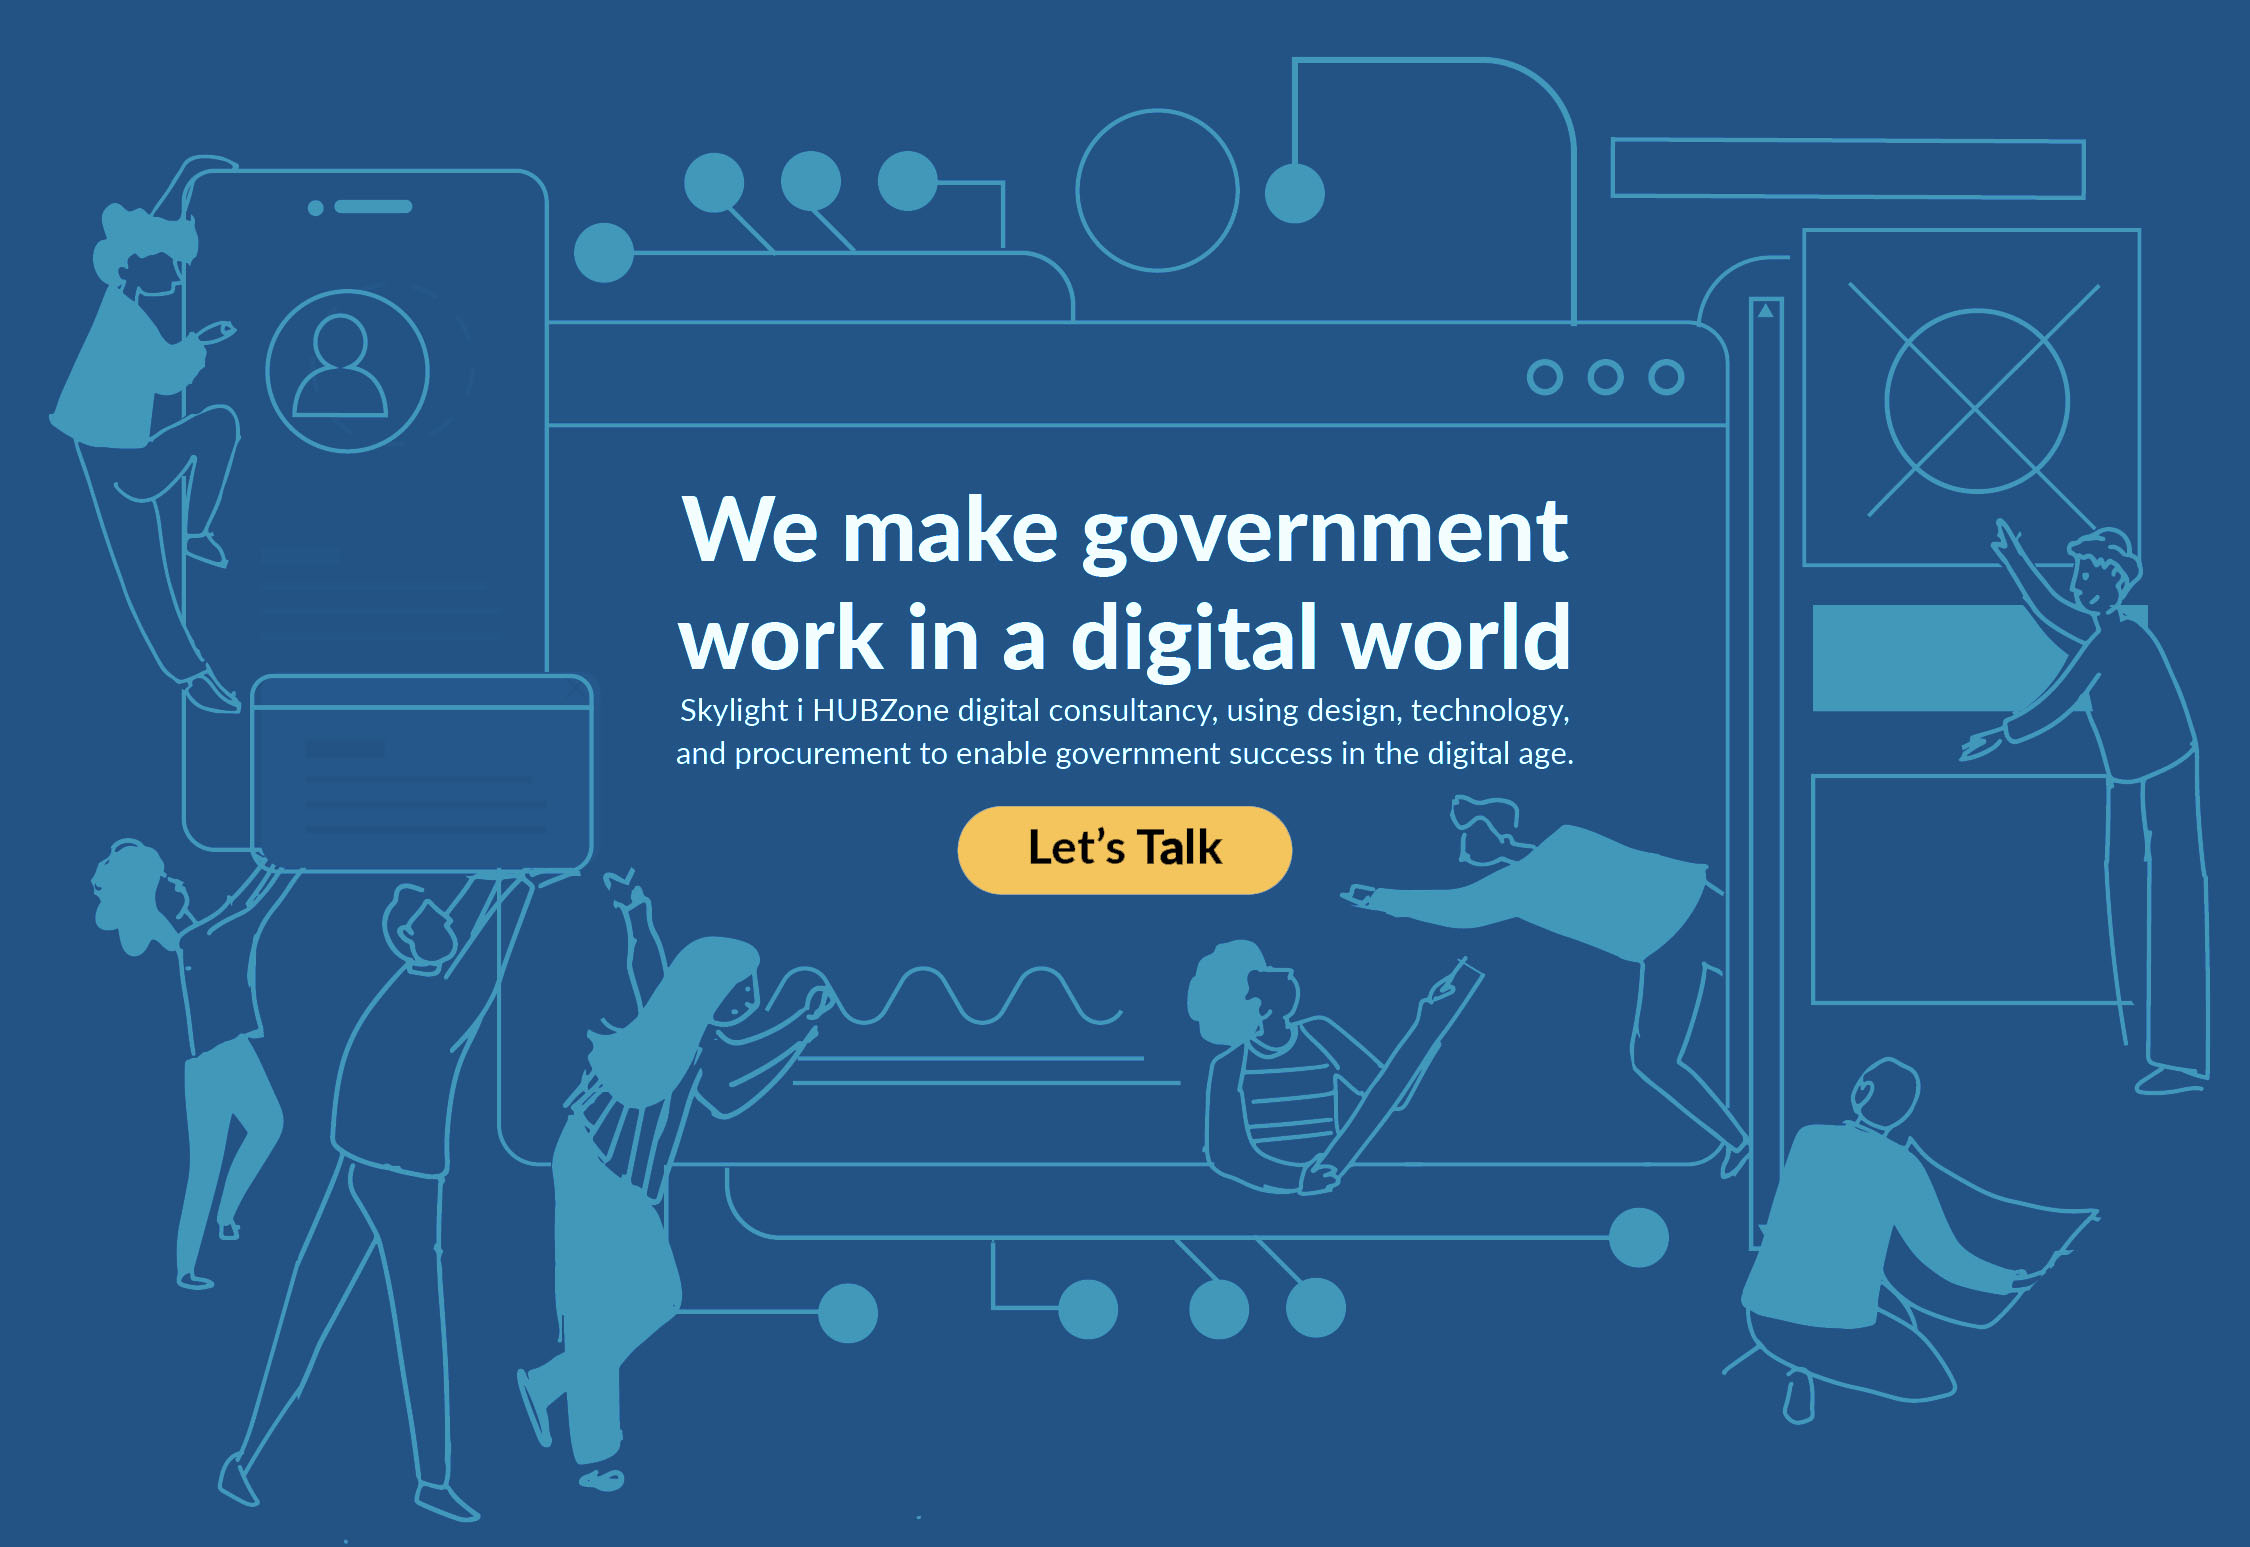 We make government
work in a digital world
Skylight i HUBZone digital consultancy, using design, technology,
and procurement to enable government success in the digital age.
Let’s Talk